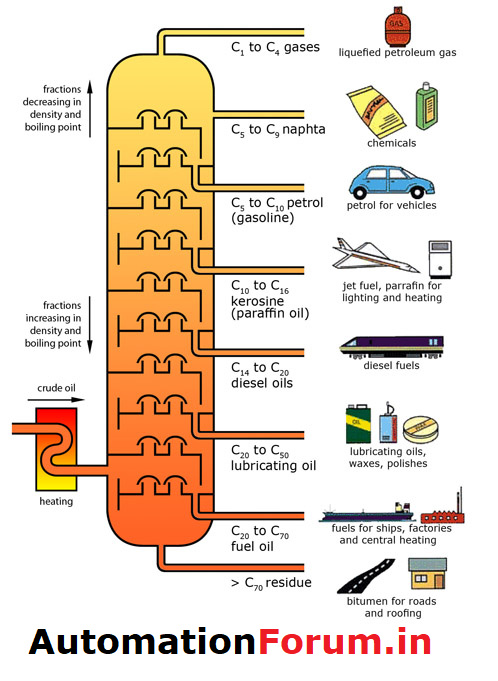 C₁ to C₄ gases
GAS
liquefied petroleum gas
fractions
decreasing in
density and
boiling point
C₅ to C₉ naphta
chemicals
C₅ to C₁₀ petrol
(gasoline)
petrol for vehicles
C₁₀ to C₁₆
kerosine
(paraffin oil)
jet fuel, parrafin for
lighting and heating
fractions
increasing in
density and
boiling point
C₁₄ to C₂₀
diesel oils
diesel fuels
crude oil
heating
OIL
C₂₀ to C₅₀
lubricating oil
lubricating oils,
waxes, polishes
C₂₀ to C₇₀
fuel oil
fuels for ships, factories
and central heating
> C₇₀ residue
bitumen for roads
and roofing
AutomationForum.in